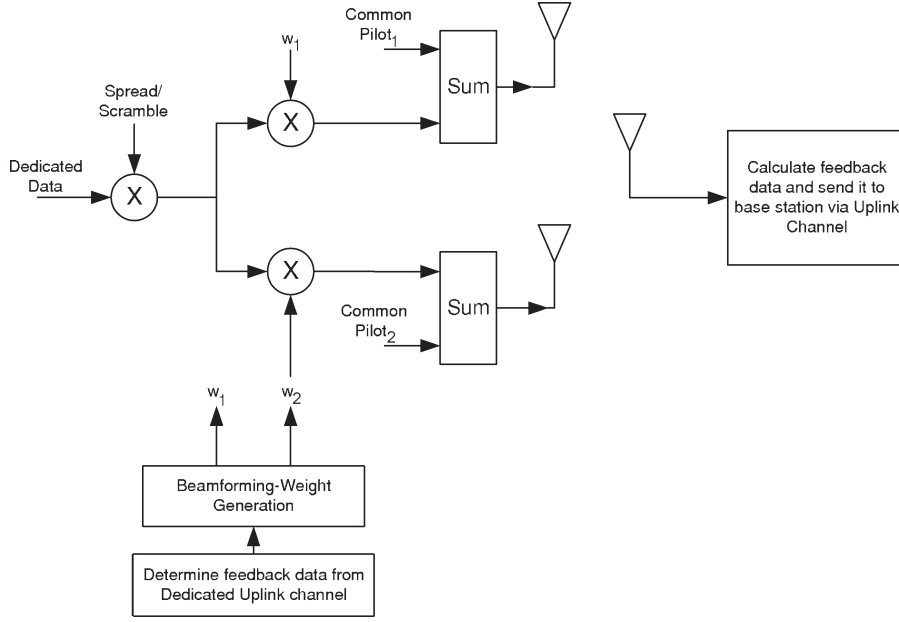 Common
Pilot1
w1
Sum
Spread/
Scramble
X
Dedicated
Data
X
Calculate feedback
data and send it to
base station via Uplink
Channel
X
Sum
Common
Pilot2
w1
w2
Beamforming-Weight
Generation
Determine feedback data from
Dedicated Uplink channel